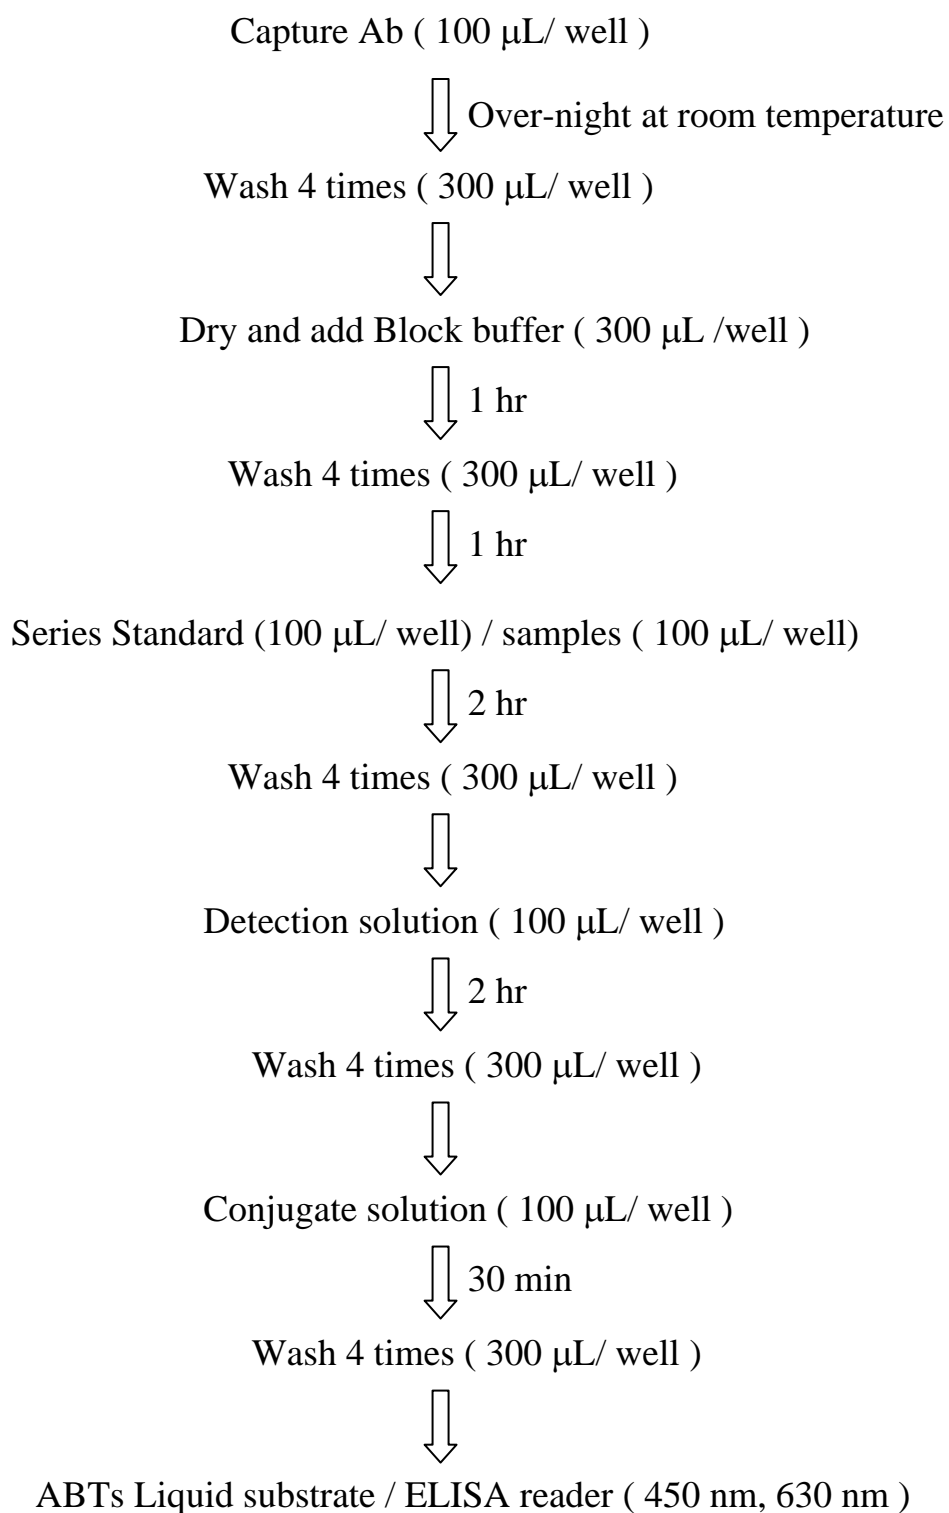 Capture Ab ( 100 μL/ well )
Over-night at room temperature
Wash 4 times ( 300 μL/ well )
Dry and add Block buffer ( 300 μL /well )
1 hr
Wash 4 times ( 300 μL/ well )
1 hr
Series Standard (100 μL/ well) / samples ( 100 μL/ well)
2 hr
Wash 4 times ( 300 μL/ well )
Detection solution ( 100 μL/ well )
2 hr
Wash 4 times ( 300 μL/ well )
Conjugate solution ( 100 μL/ well )
30 min
Wash 4 times ( 300 μL/ well )
ABTs Liquid substrate / ELISA reader ( 450 nm, 630 nm )